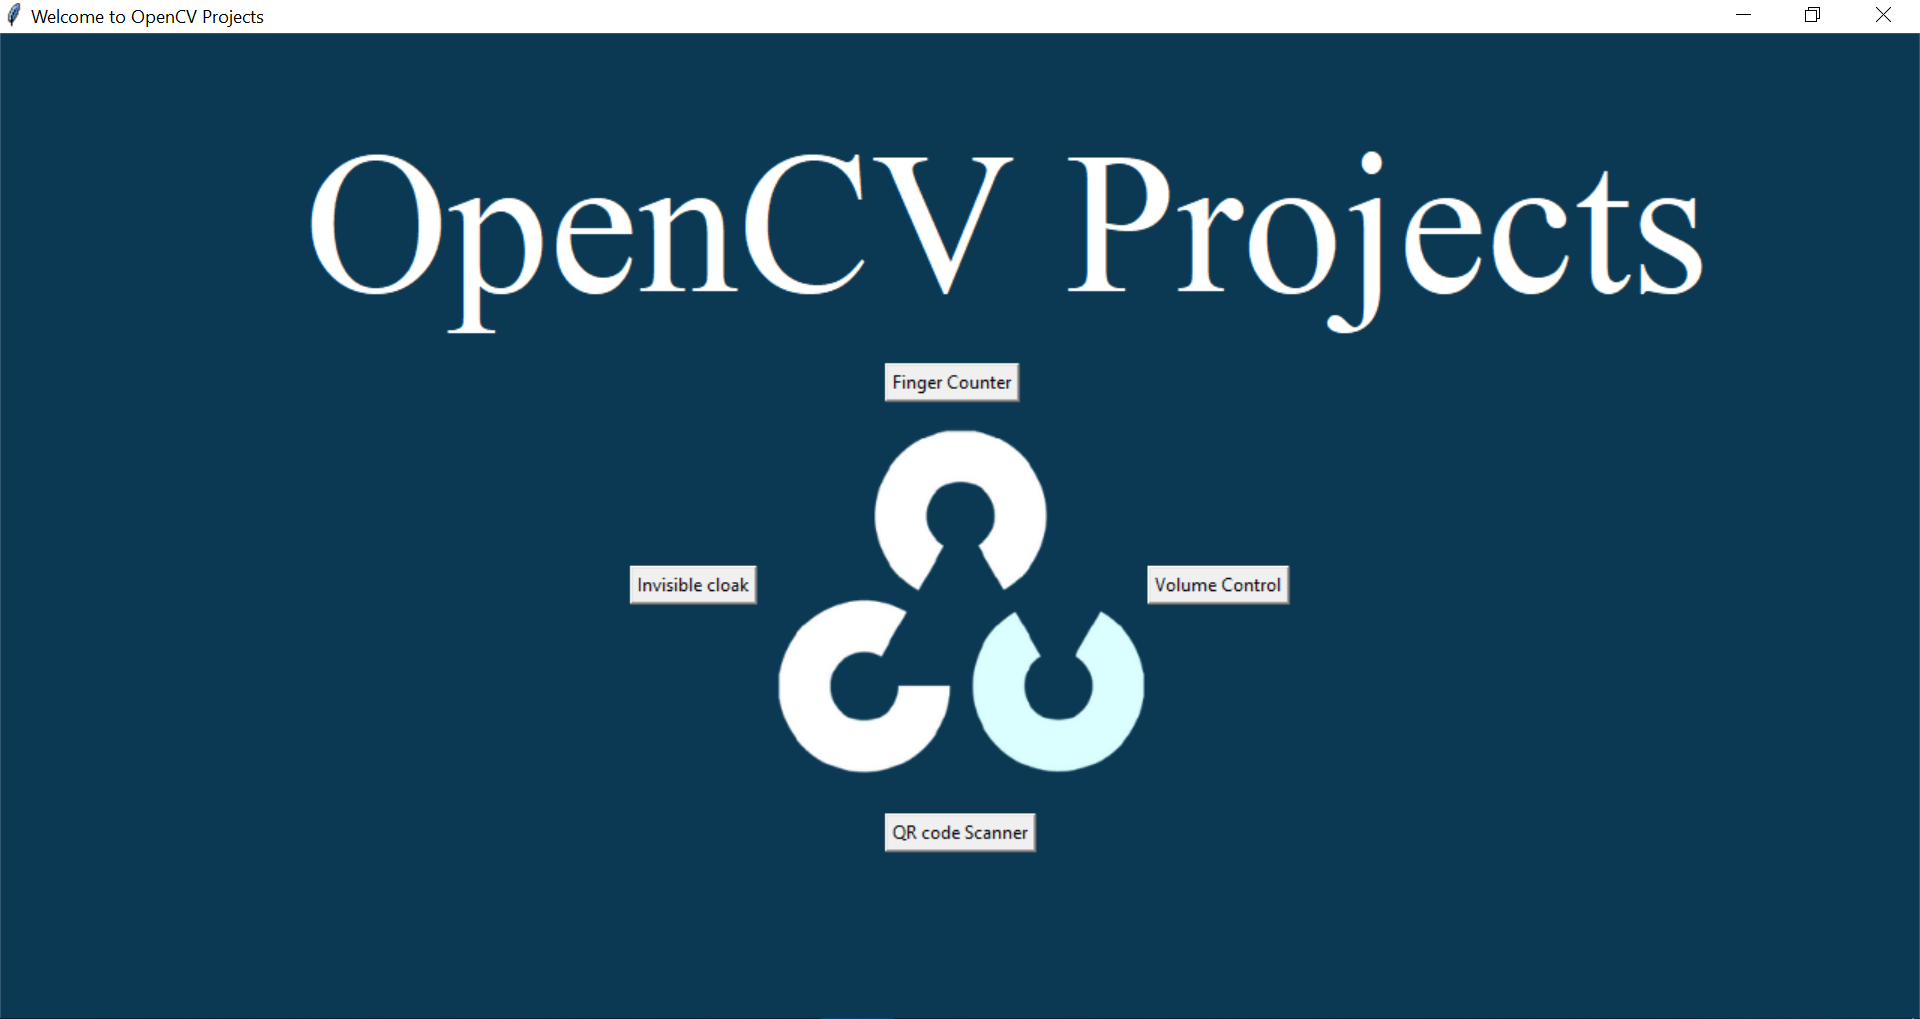 Welcome to OpenCV Projects
OpenCV Projects
Finger Counter
Invisible cloak
Volume Control
QR code Scanner